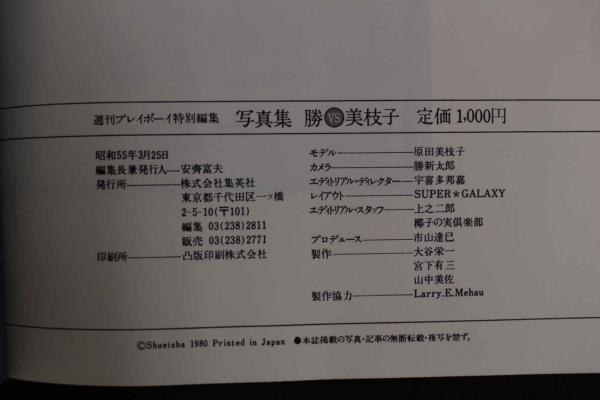 週刊プレイボーイ特別編集 写真集 勝VS美枝子 定価1,000円
昭和55年3月25日
編集長兼発行人―安齊富夫
発行所―株式会社集英社
東京都千代田区一ッ橋
2-5-10(〒101)
編集 03(238)2811
販売 03(238)2771
印刷所―凸版印刷株式会社
モデル―原田美枝子
カメラ―勝新太郎
エディトリアル・ディレクター―宇喜多邦嘉
レイアウト―SUPER★GALAXY
エディトリアル・スタッフ―上之二郎
椰子の実倶楽部
プロデュース―市山達巳
製作―大谷栄一
宮下有三
山中美佐
製作協力―Larry.E.Mehau
©Shueisha 1980 Printed in Japan ●本誌掲載の写真・記事の無断転載・複写を禁ず。